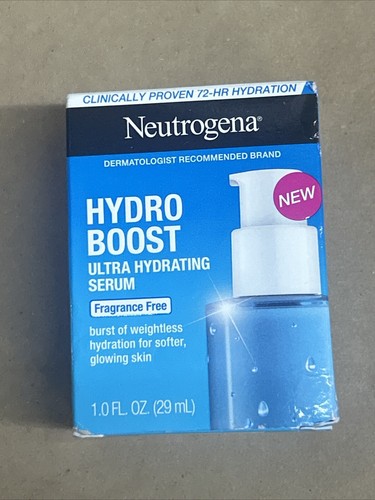 CLINICALLY PROVEN 72-HR HYDRATION
Neutrogena®
DERMATOLOGIST RECOMMENDED BRAND
NEW
HYDRO
BOOST
ULTRA HYDRATING
SERUM
Fragrance Free
burst of weightless
hydration for softer,
glowing skin
1.0 FL. OZ. (29 mL)